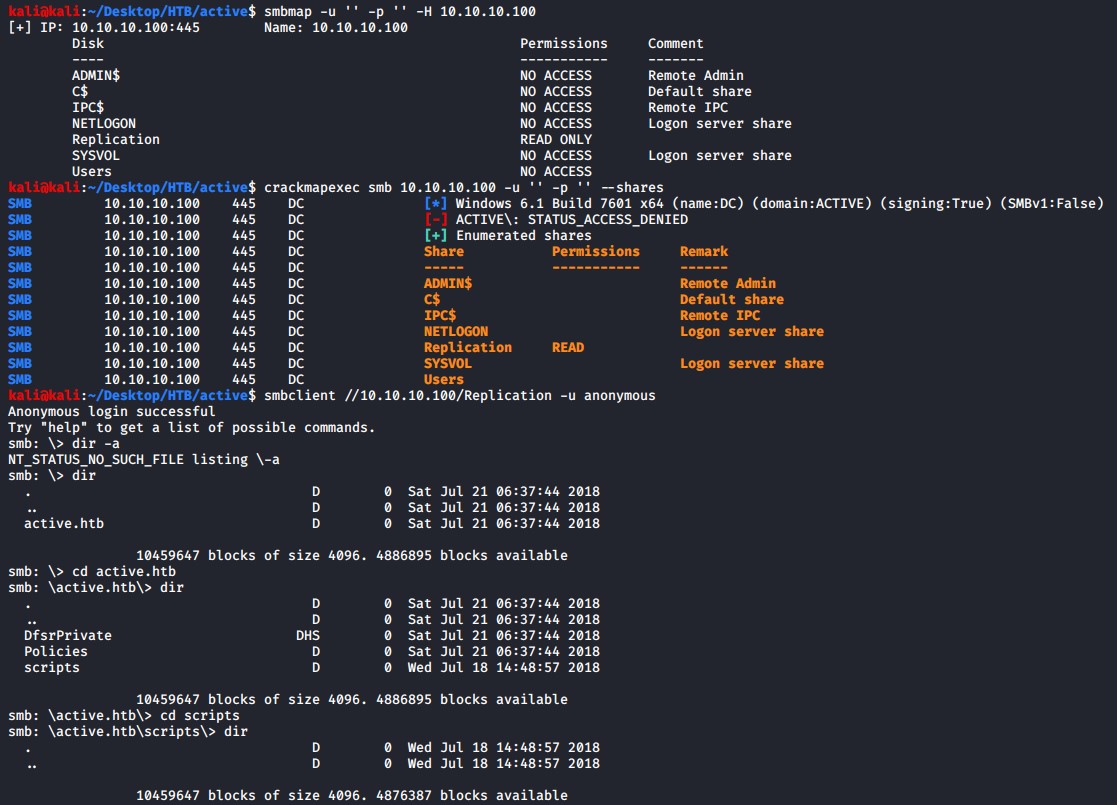 kali@kali:~/Desktop/HTB/active$ smbmap -u '' -p '' -H 10.10.10.100
[+] IP: 10.10.10.100:445        Name: 10.10.10.100
        Disk                                                    Permissions     Comment
        ----                                                    -----------     -------
        ADMIN$                                                  NO ACCESS       Remote Admin
        C$                                                      NO ACCESS       Default share
        IPC$                                                    NO ACCESS       Remote IPC
        NETLOGON                                                NO ACCESS       Logon server share
        Replication                                             READ ONLY
        SYSVOL                                                  NO ACCESS       Logon server share
        Users                                                   NO ACCESS
kali@kali:~/Desktop/HTB/active$ crackmapexec smb 10.10.10.100 -u '' -p '' --shares
SMB         10.10.10.100    445    DC               [*] Windows 6.1 Build 7601 x64 (name:DC) (domain:ACTIVE) (signing:True) (SMBv1:False)
SMB         10.10.10.100    445    DC               [-] ACTIVE\: STATUS_ACCESS_DENIED
SMB         10.10.10.100    445    DC               [+] Enumerated shares
SMB         10.10.10.100    445    DC               Share           Permissions     Remark
SMB         10.10.10.100    445    DC               -----           -----------     ------
SMB         10.10.10.100    445    DC               ADMIN$                          Remote Admin
SMB         10.10.10.100    445    DC               C$                              Default share
SMB         10.10.10.100    445    DC               IPC$                            Remote IPC
SMB         10.10.10.100    445    DC               NETLOGON                        Logon server share
SMB         10.10.10.100    445    DC               Replication     READ
SMB         10.10.10.100    445    DC               SYSVOL                          Logon server share
SMB         10.10.10.100    445    DC               Users
kali@kali:~/Desktop/HTB/active$ smbclient //10.10.10.100/Replication -u anonymous
Anonymous login successful
Try "help" to get a list of possible commands.
smb: \> dir -a
NT_STATUS_NO_SUCH_FILE listing \-a
smb: \> dir
  .                                   D        0  Sat Jul 21 06:37:44 2018
  ..                                  D        0  Sat Jul 21 06:37:44 2018
  active.htb                          D        0  Sat Jul 21 06:37:44 2018
                10459647 blocks of size 4096. 4886895 blocks available
smb: \> cd active.htb
smb: \active.htb\> dir
  .                                   D        0  Sat Jul 21 06:37:44 2018
  ..                                  D        0  Sat Jul 21 06:37:44 2018
  DfsrPrivate                       DHS        0  Sat Jul 21 06:37:44 2018
  Policies                            D        0  Sat Jul 21 06:37:44 2018
  scripts                             D        0  Wed Jul 18 14:48:57 2018
                10459647 blocks of size 4096. 4886895 blocks available
smb: \active.htb\> cd scripts
smb: \active.htb\scripts\> dir
  .                                   D        0  Wed Jul 18 14:48:57 2018
  ..                                  D        0  Wed Jul 18 14:48:57 2018
                10459647 blocks of size 4096. 4876387 blocks available